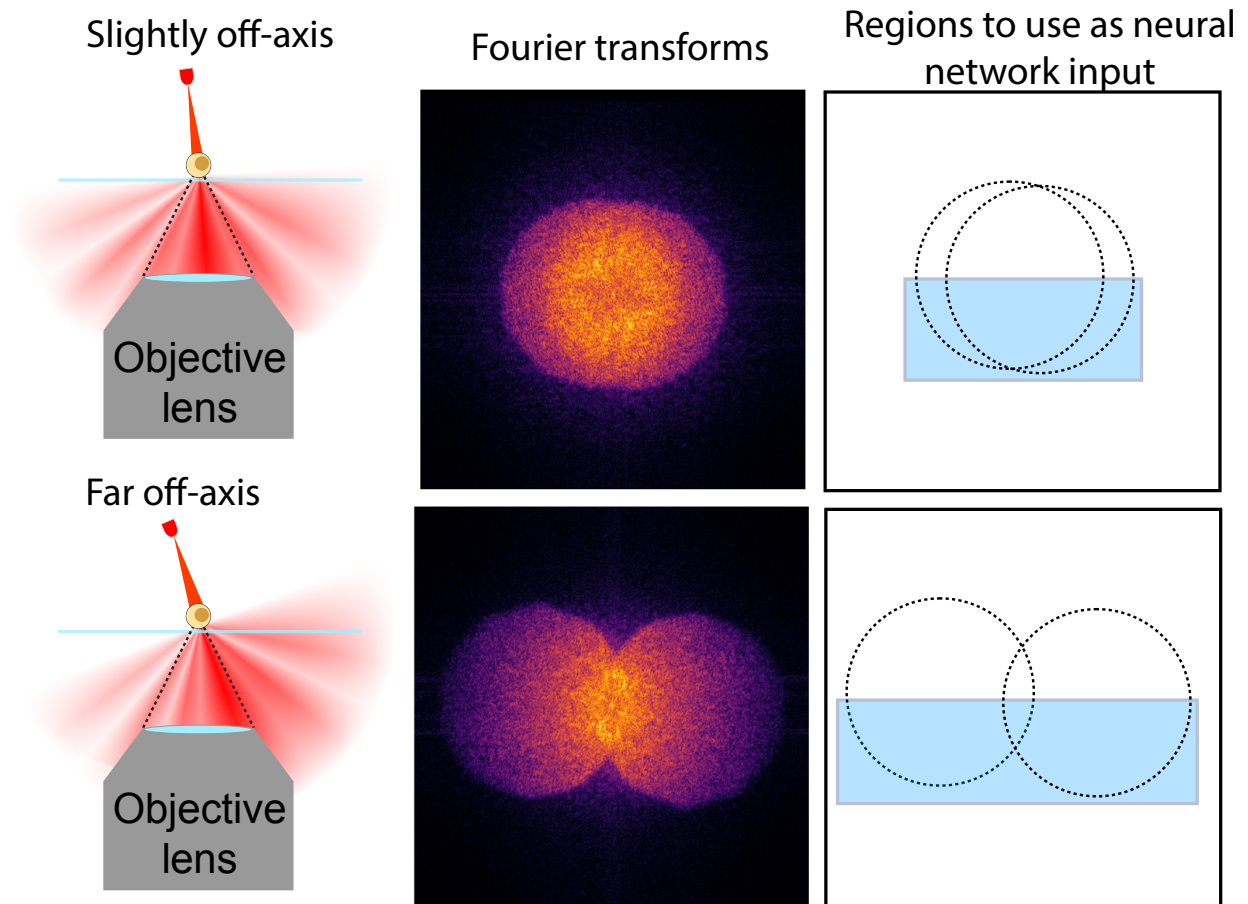 Slightly off-axis
Fourier transforms
Regions to use as neural
network input
Objective
lens
Far off-axis
Objective
lens